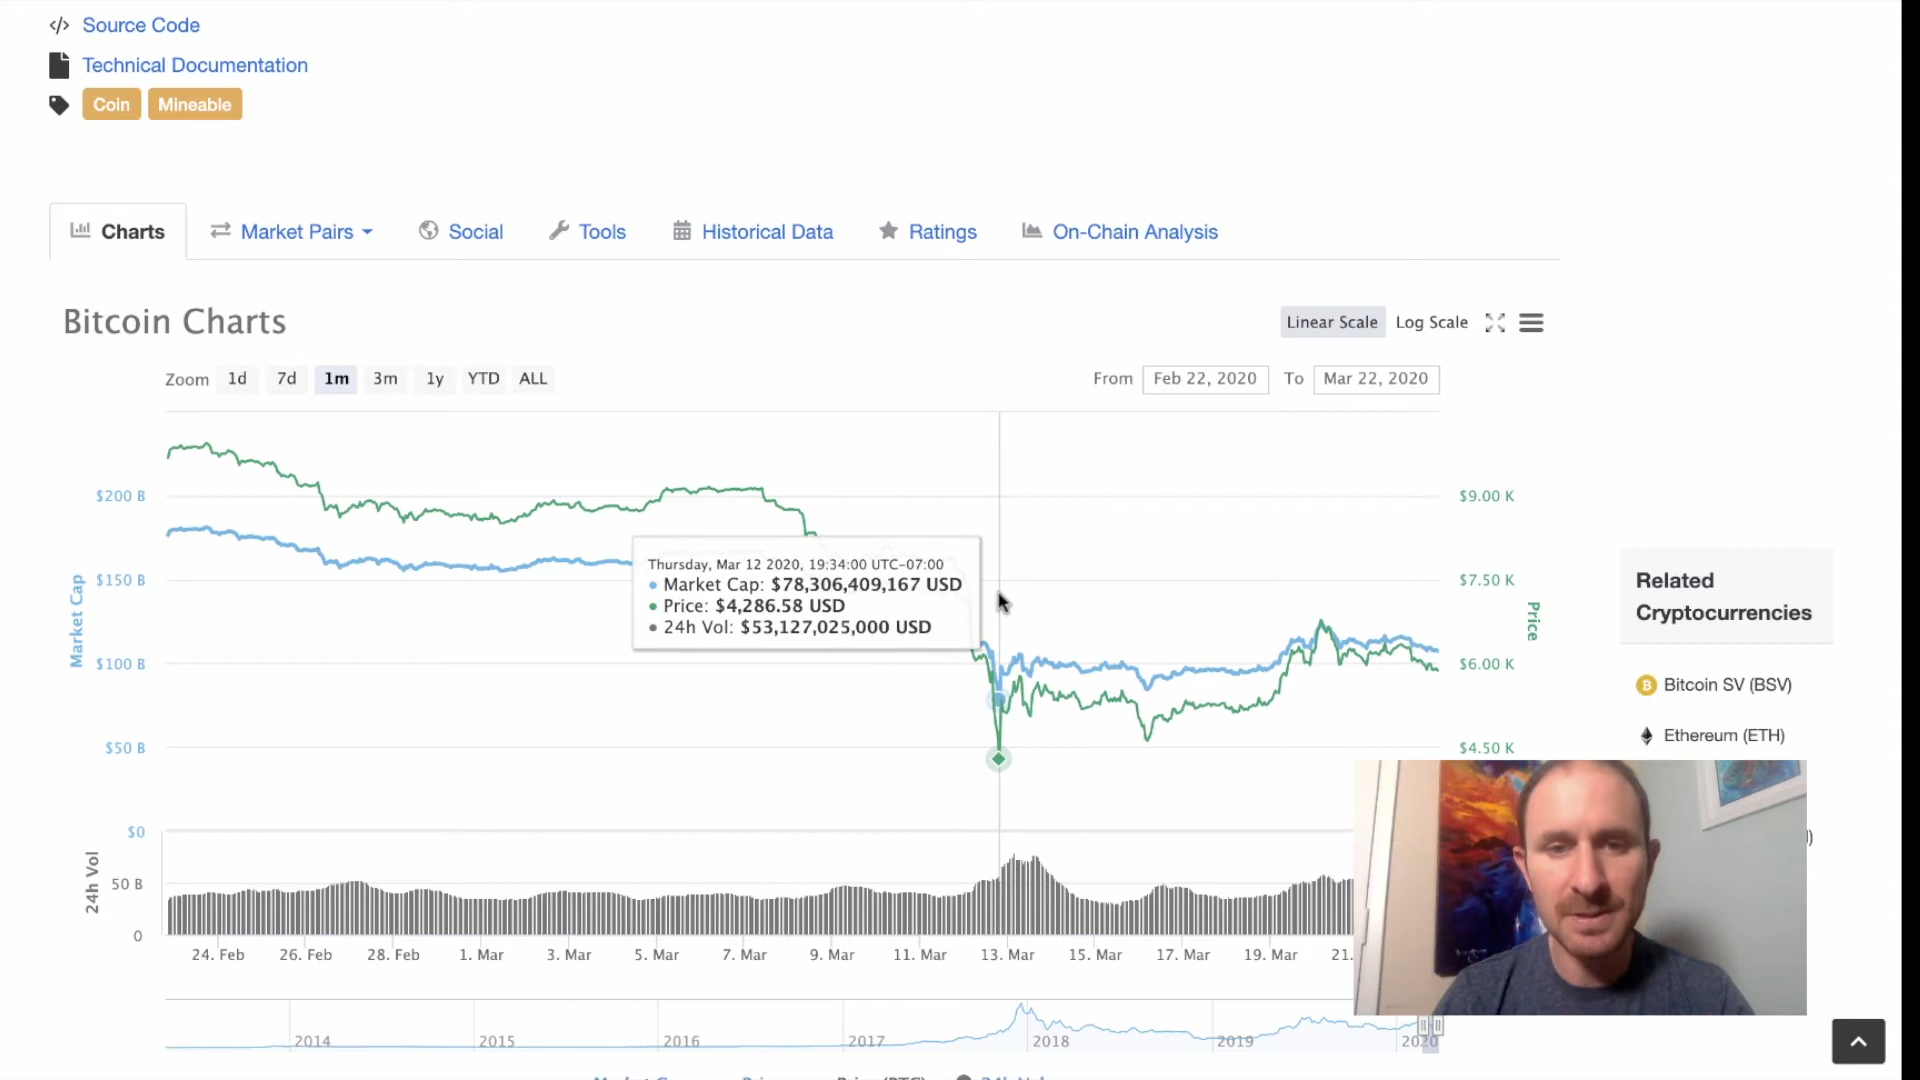 Source Code
Technical Documentation
Coin Mineable
Charts Market Pairs Social Tools Historical Data Ratings On-Chain Analysis
Bitcoin Charts
Linear Scale Log Scale
Zoom 1d 7d 1m 3m 1y YTD ALL
From Feb 22, 2020 To Mar 22, 2020
$200 B $9.00 K
Thursday, Mar 12 2020, 19:34:00 UTC-07:00
Market Cap: $78,306,409,167 USD
Price: $4,286.58 USD
24h Vol: $53,127,025,000 USD
$150 B $7.50 K
Market Cap
Price
$100 B $6.00 K
$50 B $4.50 K
$0
24h Vol
50 B
0
24. Feb 26. Feb 28. Feb 1. Mar 3. Mar 5. Mar 7. Mar 9. Mar 11. Mar 13. Mar 15. Mar 17. Mar 19. Mar 21.
2014 2015 2016 2017 2018 2019 2020
Related
Cryptocurrencies
Bitcoin SV (BSV)
Ethereum (ETH)